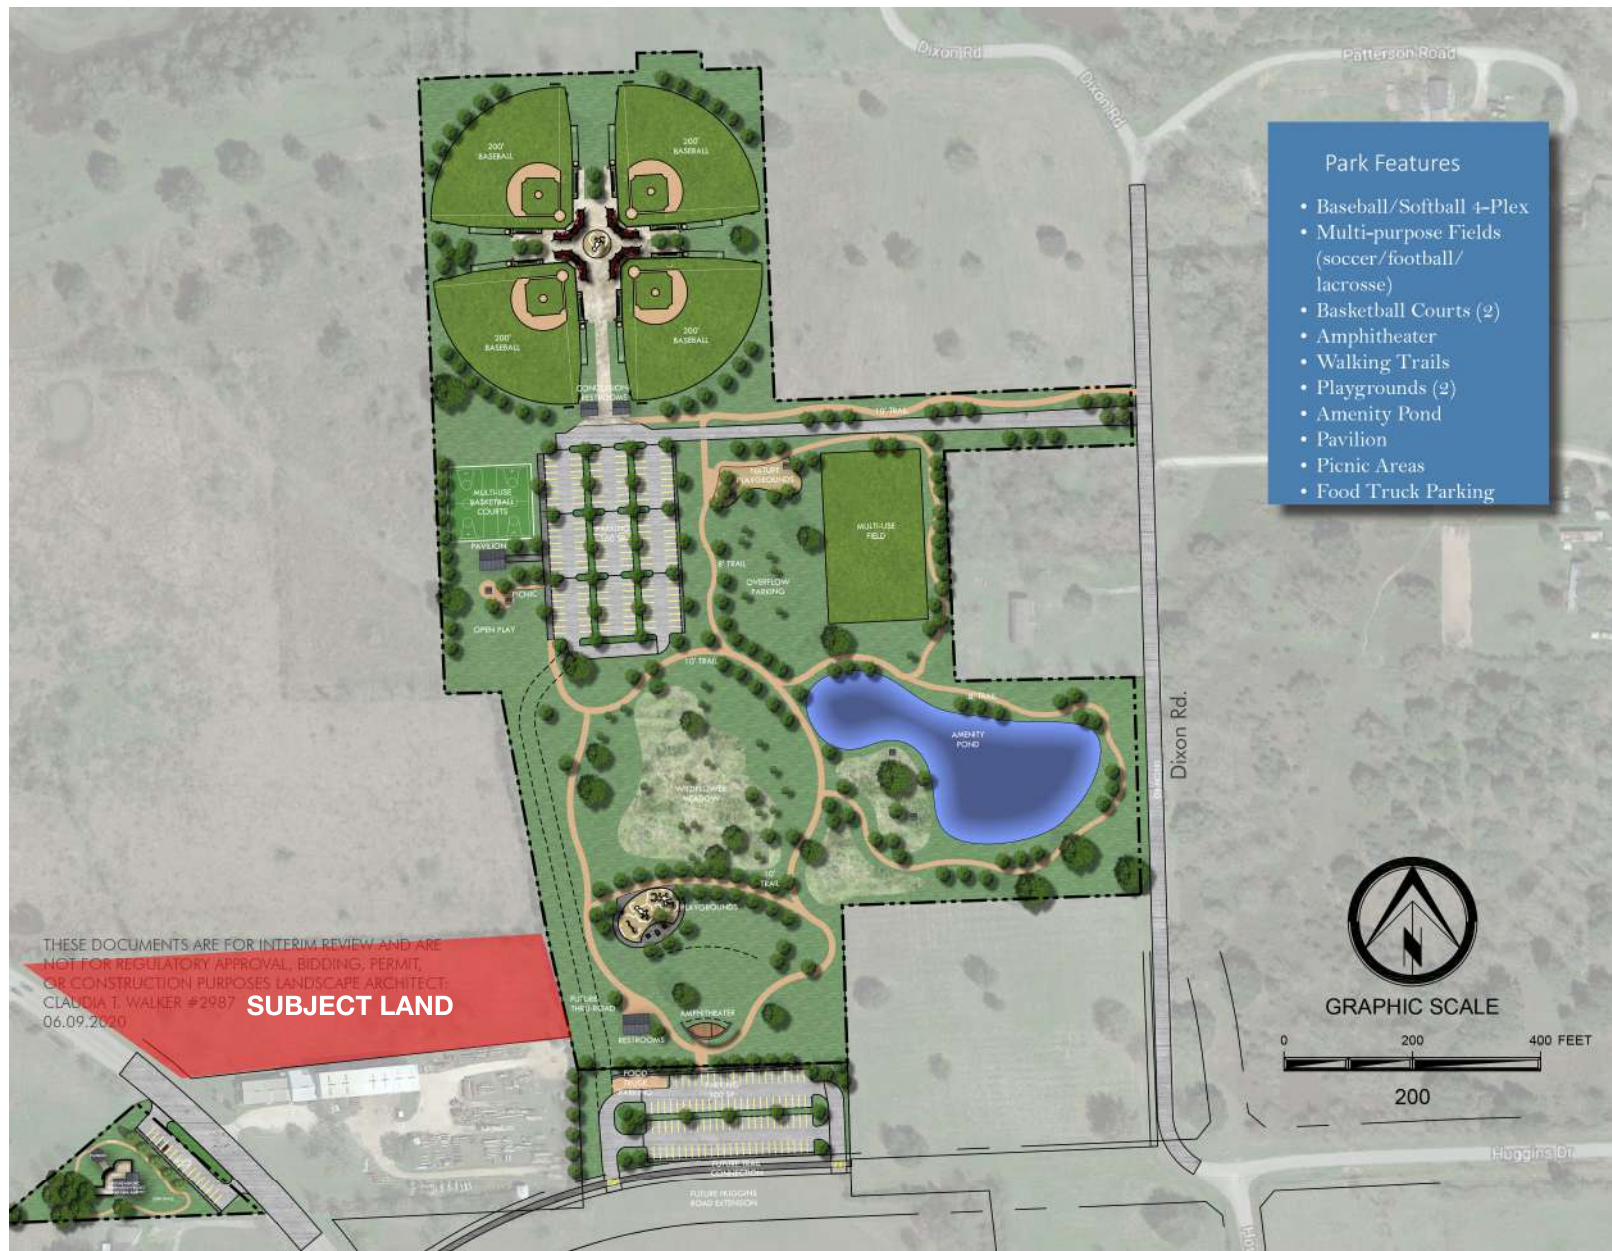 Dixon Rd
Patterson Road
Dixon Rd
Park Features
• Baseball/Softball 4-Plex
• Multi-purpose Fields
(soccer/football/
lacrosse)
• Basketball Courts (2)
• Amphitheater
• Walking Trails
• Playgrounds (2)
• Amenity Pond
• Pavilion
• Picnic Areas
• Food Truck Parking
200'
BASEBALL
200'
BASEBALL
200'
BASEBALL
200'
BASEBALL
RESTROOMS
10' TRAIL
NATURE
PLAYGROUNDS
MULTI-USE
BASKETBALL
COURTS
PARKING
MULTI-USE
FIELD
PAVILION
8' TRAIL
OVERFLOW
PARKING
PICNIC
OPEN PLAY
10' TRAIL
8' TRAIL
AMENITY
POND
Dixon Rd.
WILDFLOWER
MEADOW
10'
TRAIL
PLAYGROUNDS
THESE DOCUMENTS ARE FOR INTERIM REVIEW AND ARE
NOT FOR REGULATORY APPROVAL, BIDDING, PERMIT,
OR CONSTRUCTION PURPOSES LANDSCAPE ARCHITECT:
CLAUDIA T. WALKER #2987
06.09.2020
SUBJECT LAND
FUTURE
THRU-ROAD
AMPHITHEATER
RESTROOMS
FOOD
TRUCK
PARKING
N
GRAPHIC SCALE
0 200 400 FEET
200
CONNECTION
FUTURE HUGGINS
ROAD EXTENSION
Huggins Dr